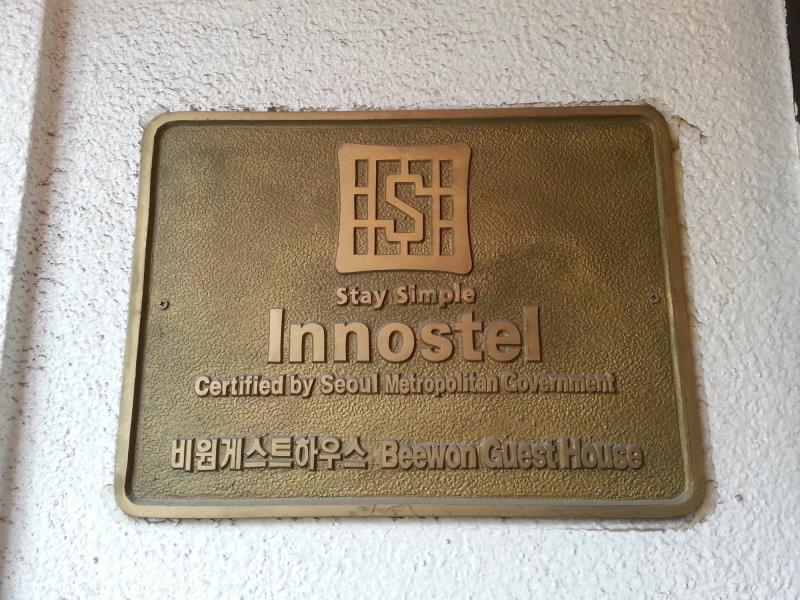 Stay Simple
Innostel
Certified by Seoul Metropolitan Government
비원게스트하우스 Beewon Guest House